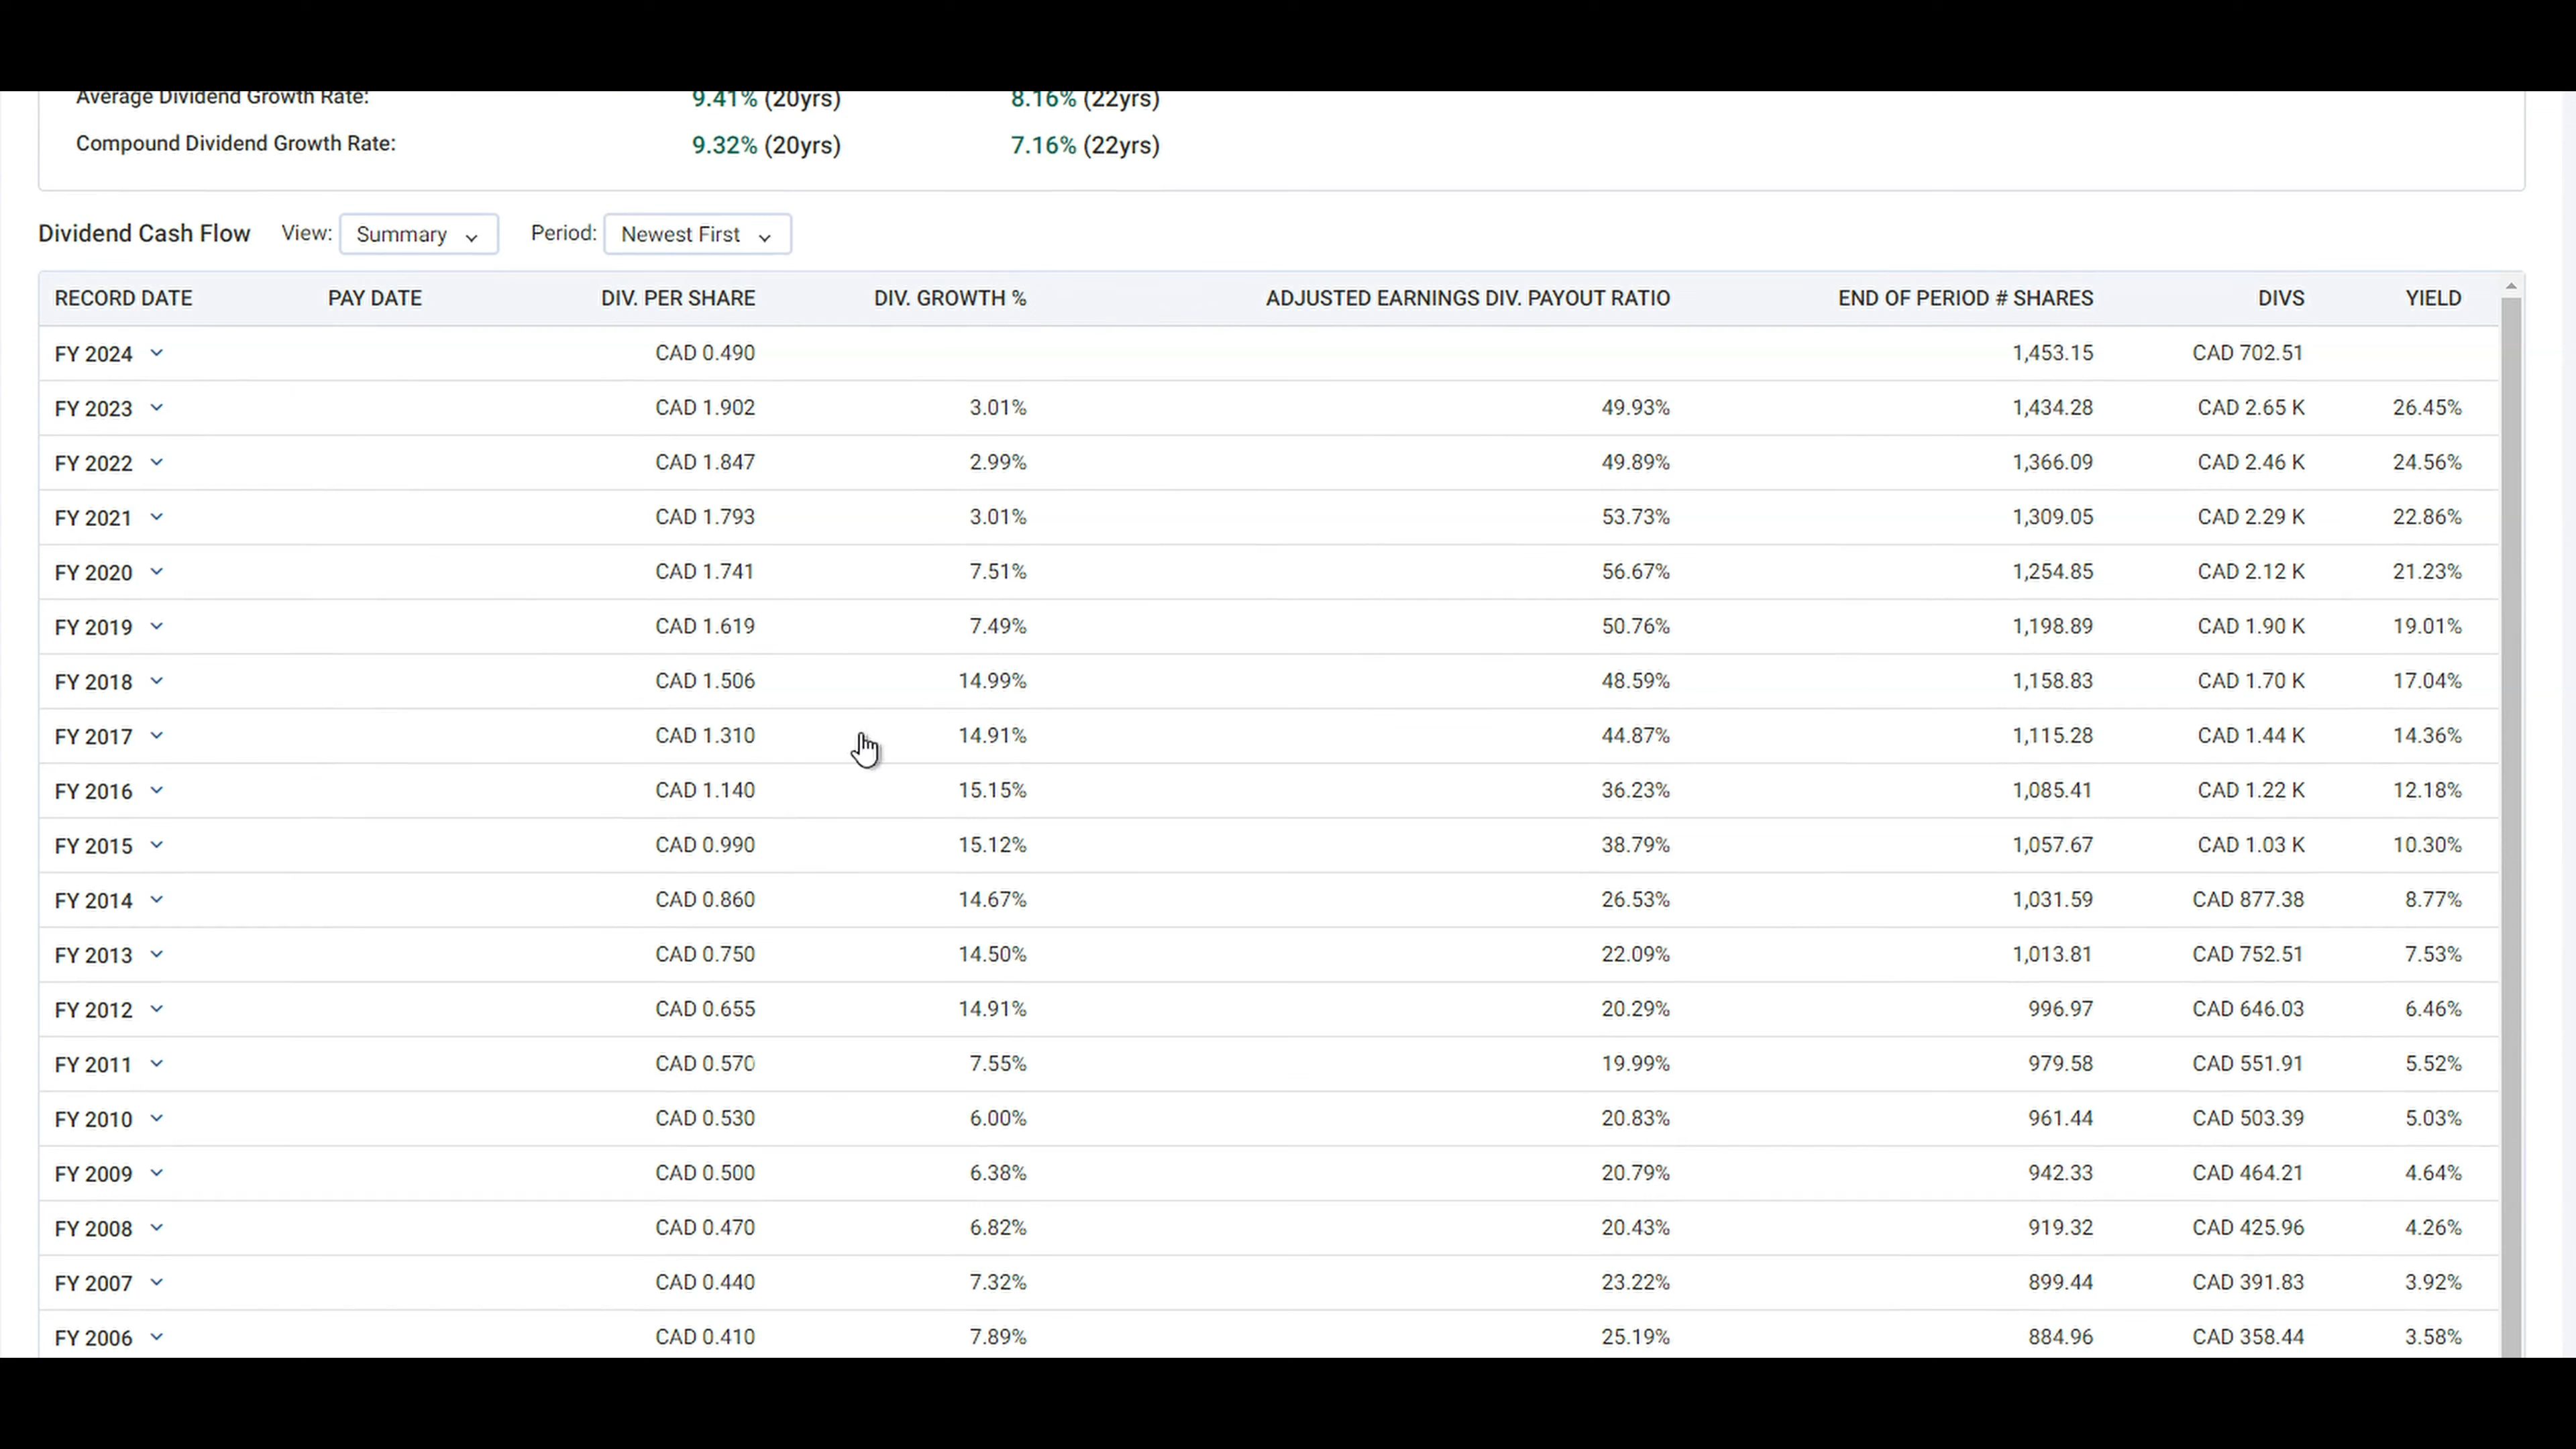 Average Dividend Growth Rate: 9.41% (20yrs) 8.16% (22yrs)
Compound Dividend Growth Rate: 9.32% (20yrs) 7.16% (22yrs)
Dividend Cash Flow View: Summary Period: Newest First
RECORD DATE PAY DATE DIV. PER SHARE DIV. GROWTH % ADJUSTED EARNINGS DIV. PAYOUT RATIO END OF PERIOD # SHARES DIVS YIELD
FY 2024 CAD 0.490 1,453.15 CAD 702.51
FY 2023 CAD 1.902 3.01% 49.93% 1,434.28 CAD 2.65 K 26.45%
FY 2022 CAD 1.847 2.99% 49.89% 1,366.09 CAD 2.46 K 24.56%
FY 2021 CAD 1.793 3.01% 53.73% 1,309.05 CAD 2.29 K 22.86%
FY 2020 CAD 1.741 7.51% 56.67% 1,254.85 CAD 2.12 K 21.23%
FY 2019 CAD 1.619 7.49% 50.76% 1,198.89 CAD 1.90 K 19.01%
FY 2018 CAD 1.506 14.99% 48.59% 1,158.83 CAD 1.70 K 17.04%
FY 2017 CAD 1.310 14.91% 44.87% 1,115.28 CAD 1.44 K 14.36%
FY 2016 CAD 1.140 15.15% 36.23% 1,085.41 CAD 1.22 K 12.18%
FY 2015 CAD 0.990 15.12% 38.79% 1,057.67 CAD 1.03 K 10.30%
FY 2014 CAD 0.860 14.67% 26.53% 1,031.59 CAD 877.38 8.77%
FY 2013 CAD 0.750 14.50% 22.09% 1,013.81 CAD 752.51 7.53%
FY 2012 CAD 0.655 14.91% 20.29% 996.97 CAD 646.03 6.46%
FY 2011 CAD 0.570 7.55% 19.99% 979.58 CAD 551.91 5.52%
FY 2010 CAD 0.530 6.00% 20.83% 961.44 CAD 503.39 5.03%
FY 2009 CAD 0.500 6.38% 20.79% 942.33 CAD 464.21 4.64%
FY 2008 CAD 0.470 6.82% 20.43% 919.32 CAD 425.96 4.26%
FY 2007 CAD 0.440 7.32% 23.22% 899.44 CAD 391.83 3.92%
FY 2006 CAD 0.410 7.89% 25.19% 884.96 CAD 358.44 3.58%